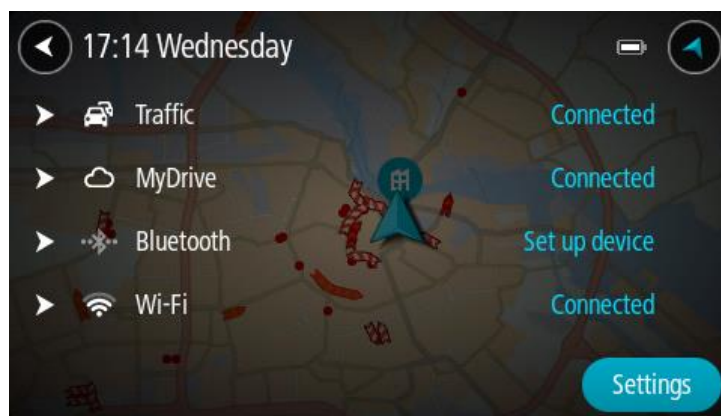 17:14 Wednesday
Traffic Connected
MyDrive Connected
Bluetooth Set up device
Wi-Fi Connected
Settings